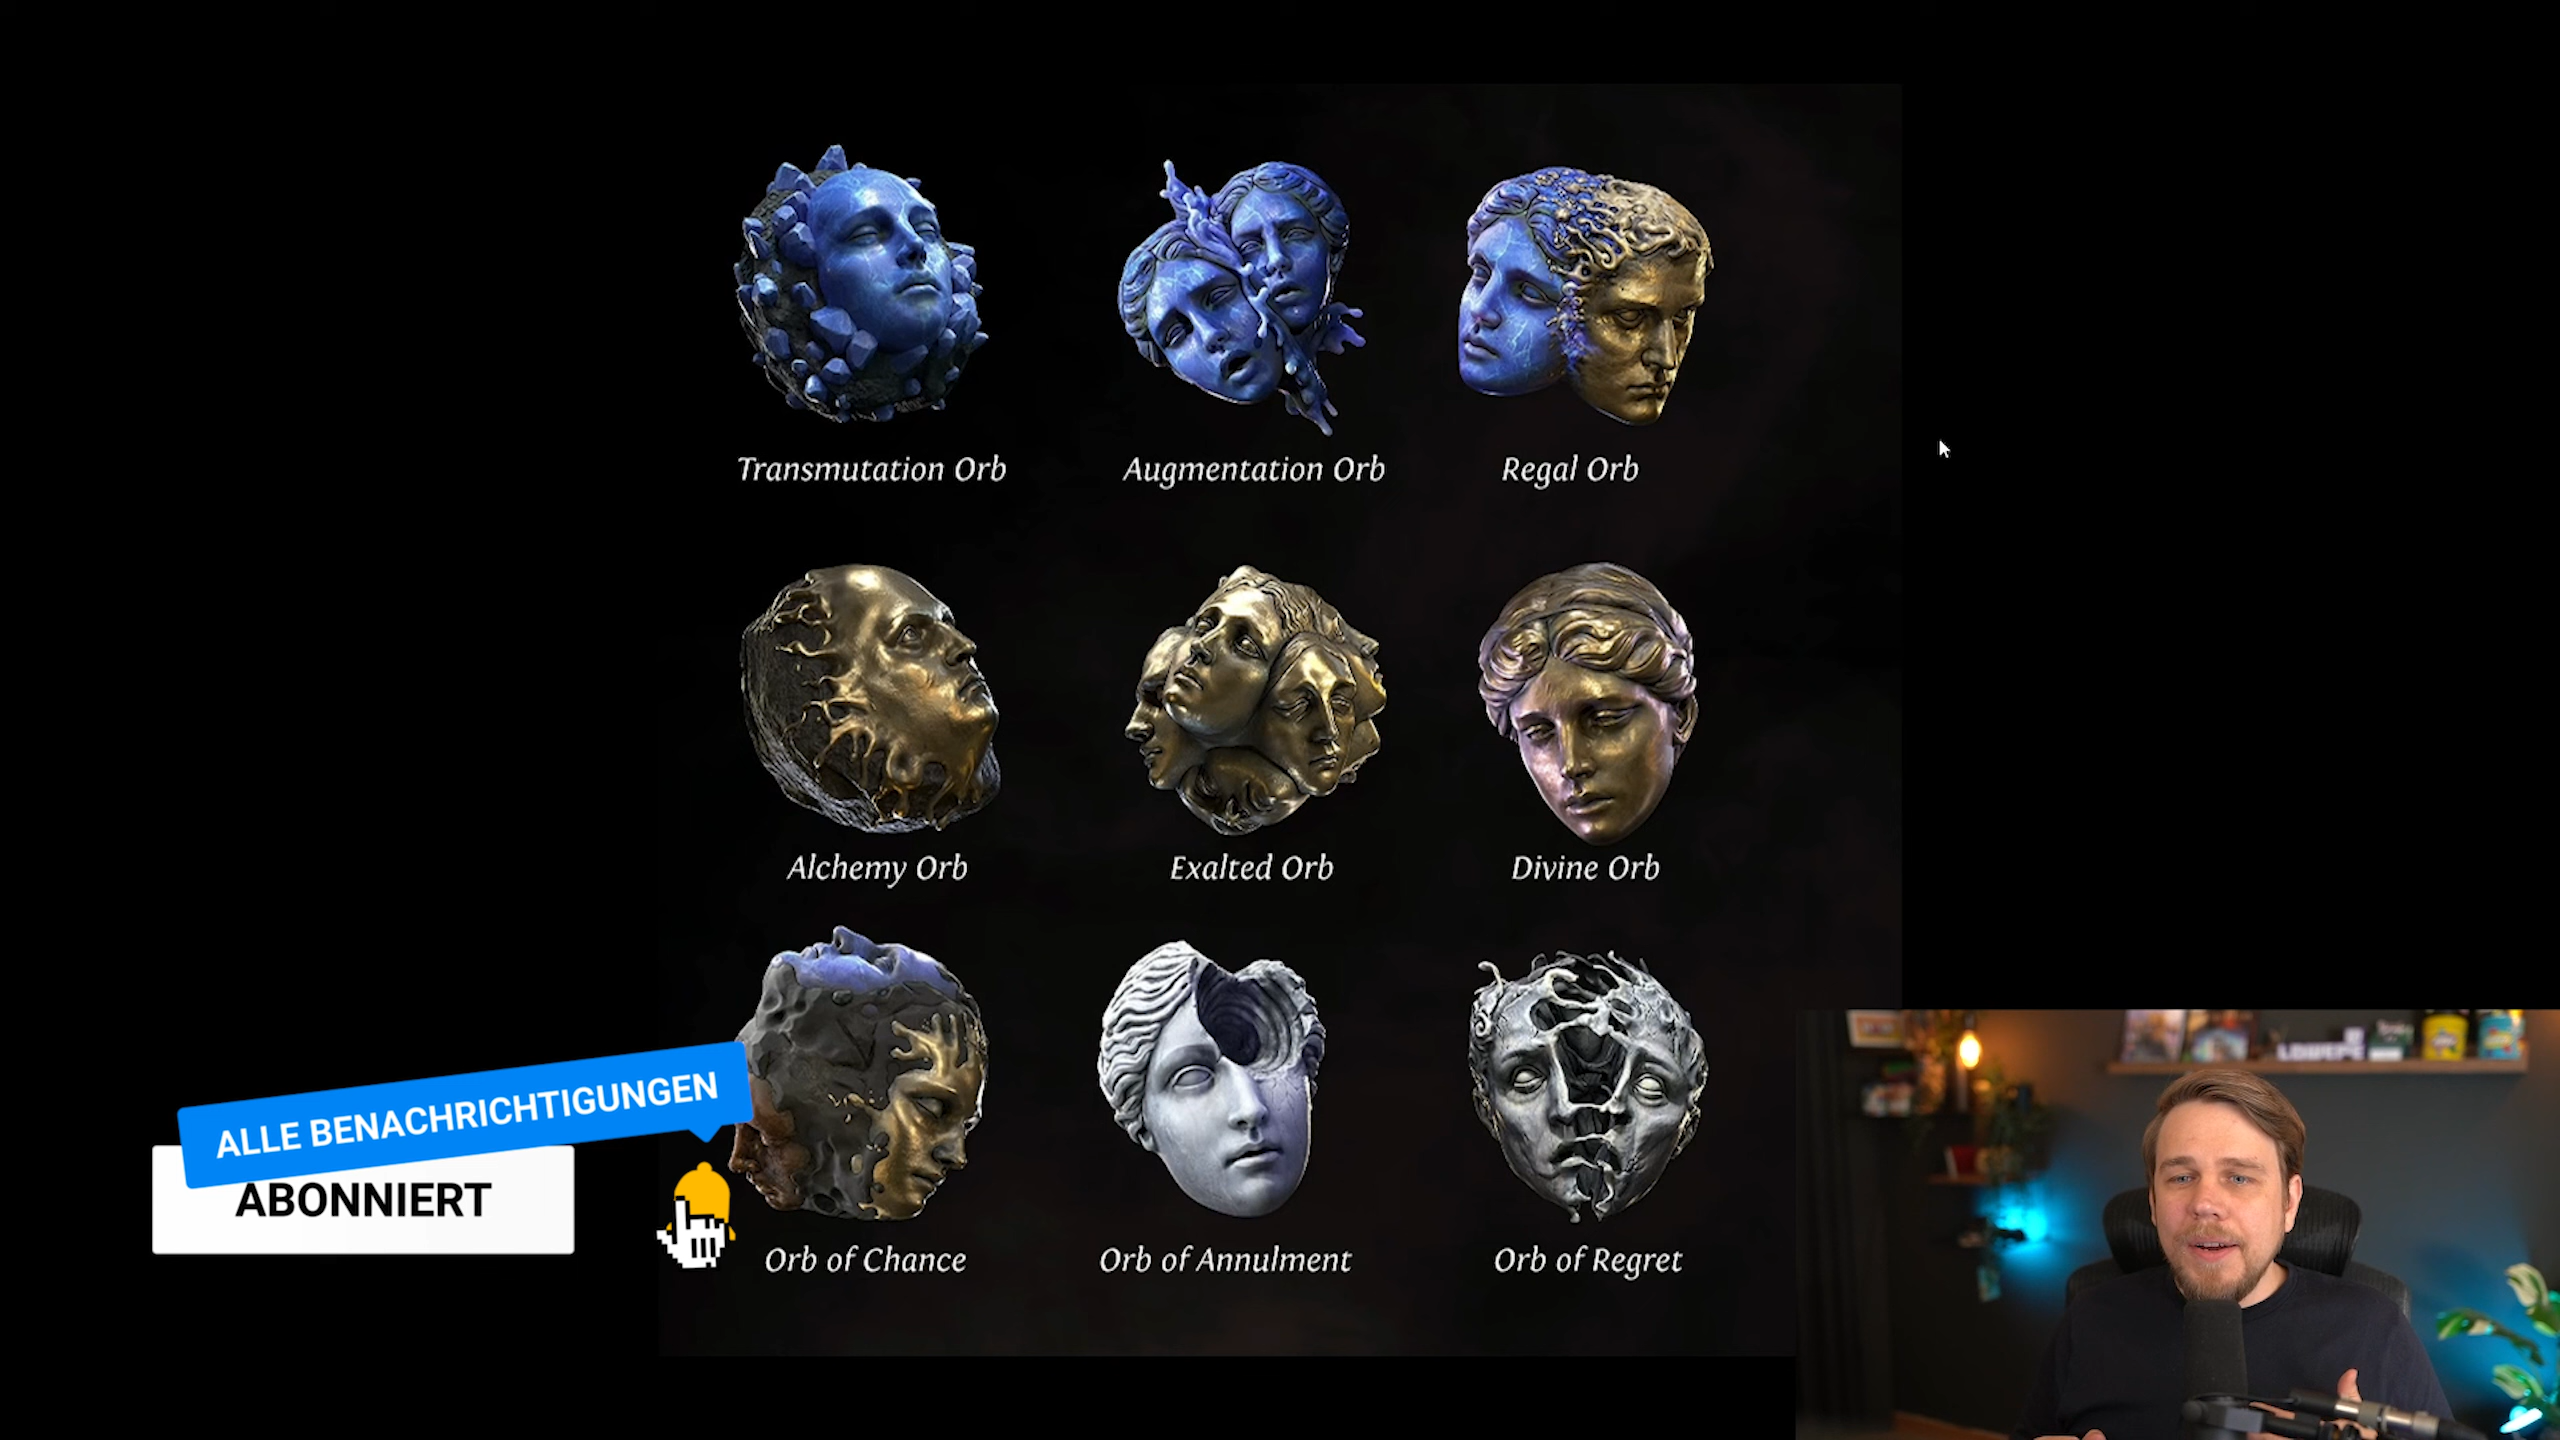 Transmutation Orb
Augmentation Orb
Regal Orb
Alchemy Orb
Exalted Orb
Divine Orb
ALLE BENACHRICHTIGUNGEN
ABONNIERT
Orb of Chance
Orb of Annulment
Orb of Regret